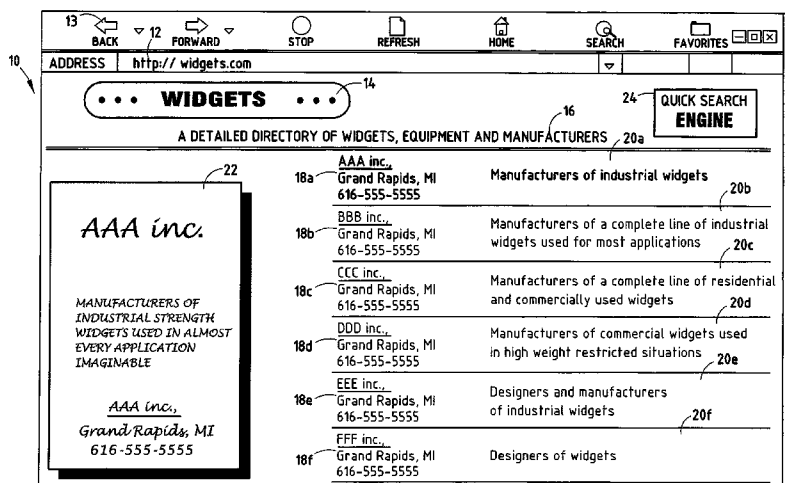 13
12
BACK FORWARD STOP REFRESH HOME SEARCH FAVORITES
10
ADDRESS http:// widgets.com
14
• • • WIDGETS • • •
24
QUICK SEARCH
ENGINE
16
A DETAILED DIRECTORY OF WIDGETS, EQUIPMENT AND MANUFACTURERS
20a
22
AAA inc.
MANUFACTURERS OF
INDUSTRIAL STRENGTH
WIDGETS USED IN ALMOST
EVERY APPLICATION
IMAGINABLE
AAA inc.,
Grand Rapids, MI
616-555-5555
AAA inc.,
18a Grand Rapids, MI Manufacturers of industrial widgets
616-555-5555
20b
BBB inc., Manufacturers of a complete line of industrial
18b Grand Rapids, MI widgets used for most applications
616-555-5555
20c
CCC inc., Manufacturers of a complete line of residential
18c Grand Rapids, MI and commercially used widgets
616-555-5555
20d
DDD inc., Manufacturers of commercial widgets used
18d Grand Rapids, MI in high weight restricted situations
616-555-5555
20e
EEE inc., Designers and manufacturers
18e Grand Rapids, MI of industrial widgets
616-555-5555
20f
FFF inc.,
18f Grand Rapids, MI Designers of widgets
616-555-5555